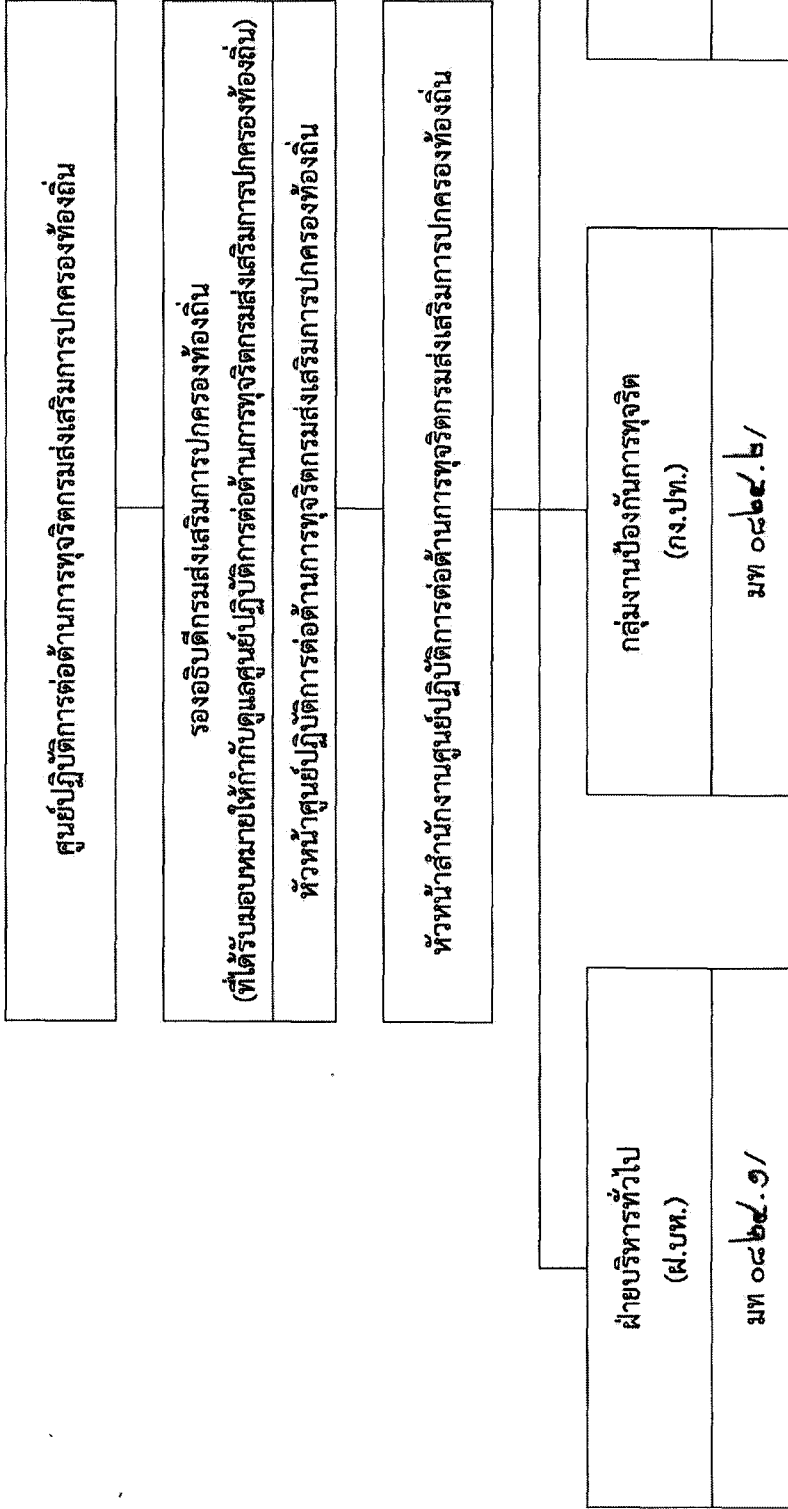 ศูนย์ปฏิบัติการต่อต้านการทุจริตกรมส่งเสริมการปกครองท้องถิ่น
รองอธิบดีกรมส่งเสริมการปกครองท้องถิ่น
(ที่ได้รับมอบหมายให้กำกับดูแลศูนย์ปฏิบัติการต่อต้านการทุจริตกรมส่งเสริมการปกครองท้องถิ่น)
หัวหน้าศูนย์ปฏิบัติการต่อต้านการทุจริตกรมส่งเสริมการปกครองท้องถิ่น
หัวหน้าสำนักงานศูนย์ปฏิบัติการต่อต้านการทุจริตกรมส่งเสริมการปกครองท้องถิ่น
ฝ่ายบริหารทั่วไป
(ฝ.บห.)
มท ๐๘๒๔.๑/
กลุ่มงานป้องกันการทุจริต
(กง.ปท.)
มท ๐๘๒๔.๒/